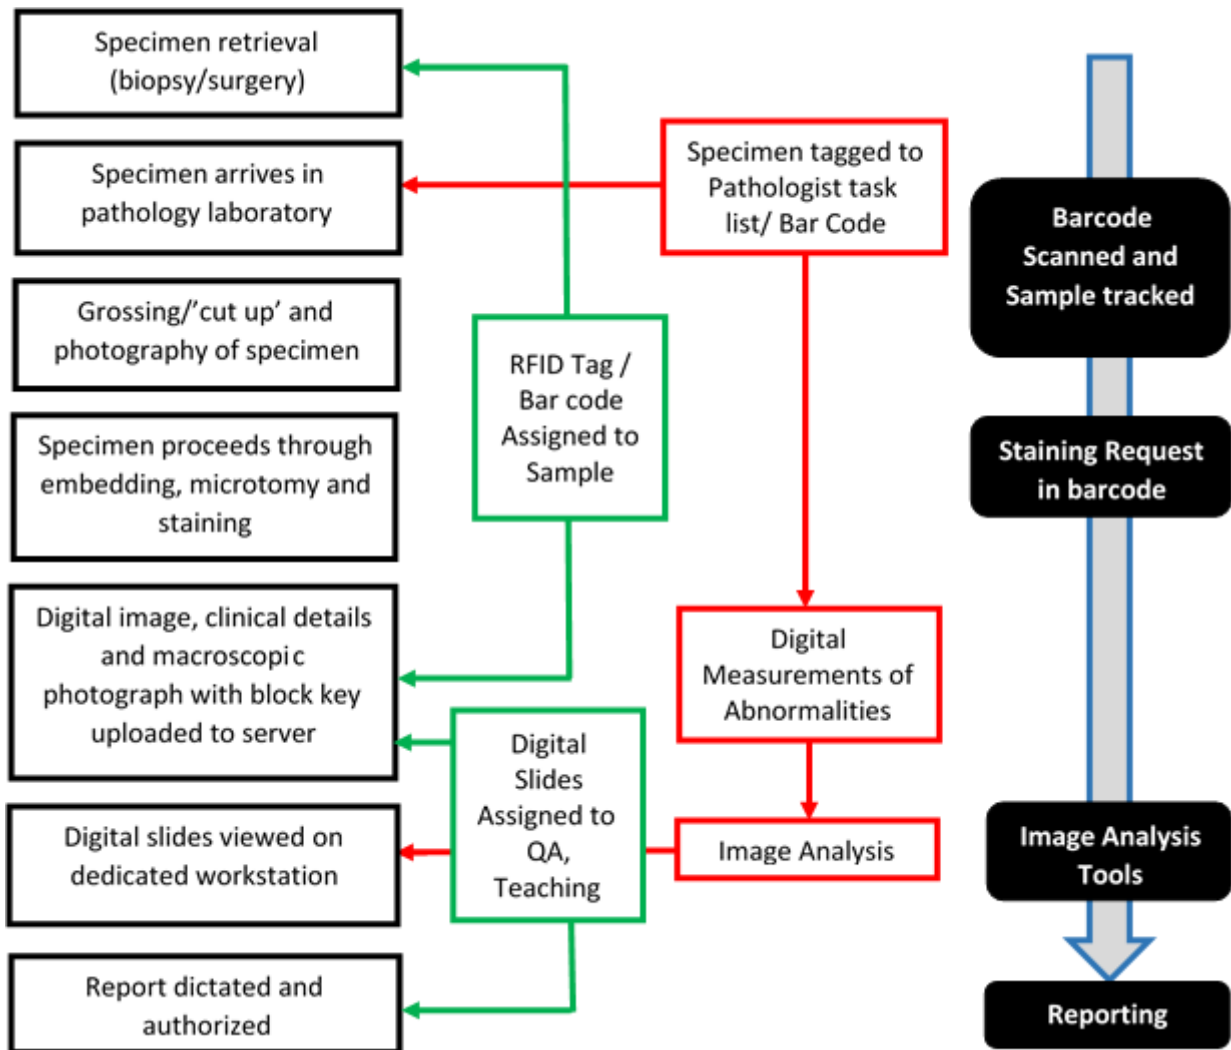 Specimen retrieval
(biopsy/surgery)
Specimen arrives in
pathology laboratory
Grossing/’cut up’ and
photography of specimen
Specimen proceeds through
embedding, microtomy and
staining
Digital image, clinical details
and macroscopic
photograph with block key
uploaded to server
Digital slides viewed on
dedicated workstation
Report dictated and
authorized
RFID Tag /
Bar code
Assigned to
Sample
Digital
Slides
Assigned to
QA,
Teaching
Specimen tagged to
Pathologist task
list/ Bar Code
Digital
Measurements of
Abnormalities
Image Analysis
Barcode
Scanned and
Sample tracked
Staining Request
in barcode
Image Analysis
Tools
Reporting